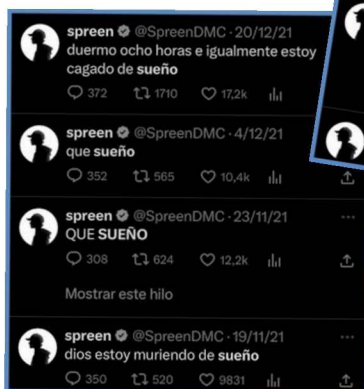 spreen @SpreenDMC · 20/12/21
duermo ocho horas e igualmente estoy
cagado de sueño
372 1710 17,2k
spreen @SpreenDMC · 4/12/21
que sueño
352 565 10,4k
spreen @SpreenDMC · 23/11/21
QUE SUEÑO
308 624 12,2k
Mostrar este hilo
spreen @SpreenDMC · 19/11/21
dios estoy muriendo de sueño
350 520 9831